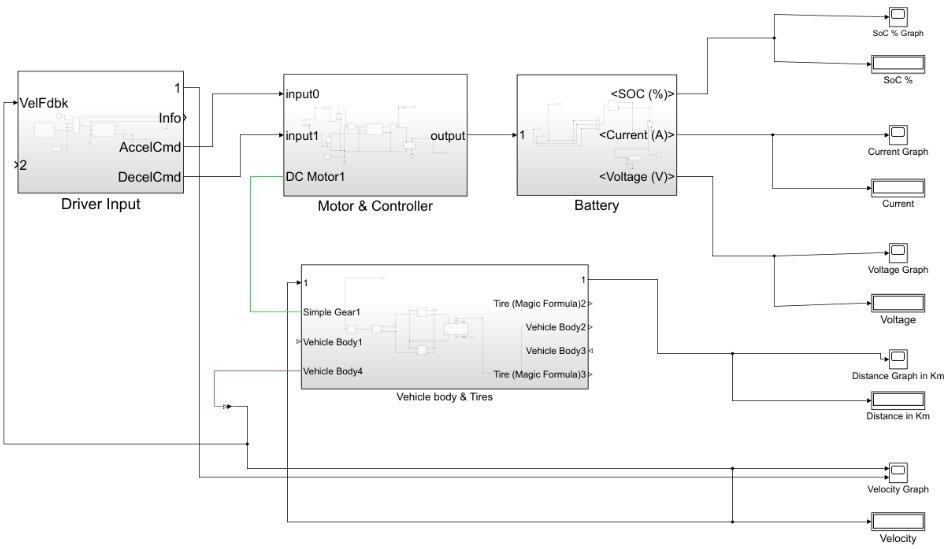 SoC % Graph
SoC %
1
VelFdbk
Info
AccelCmd
2
DecelCmd
Driver Input
input0
input1
output
DC Motor1
Motor & Controller
<SOC (%)>
1
<Current (A)>
<Voltage (V)>
Battery
Current Graph
Current
Voltage Graph
Voltage
1
1
Tire (Magic Formula)2
Simple Gear1
Vehicle Body2
Vehicle Body1
Vehicle Body3
Vehicle Body4
Tire (Magic Formula)3
Vehicle body & Tires
Distance Graph in Km
Distance in Km
Velocity Graph
Velocity